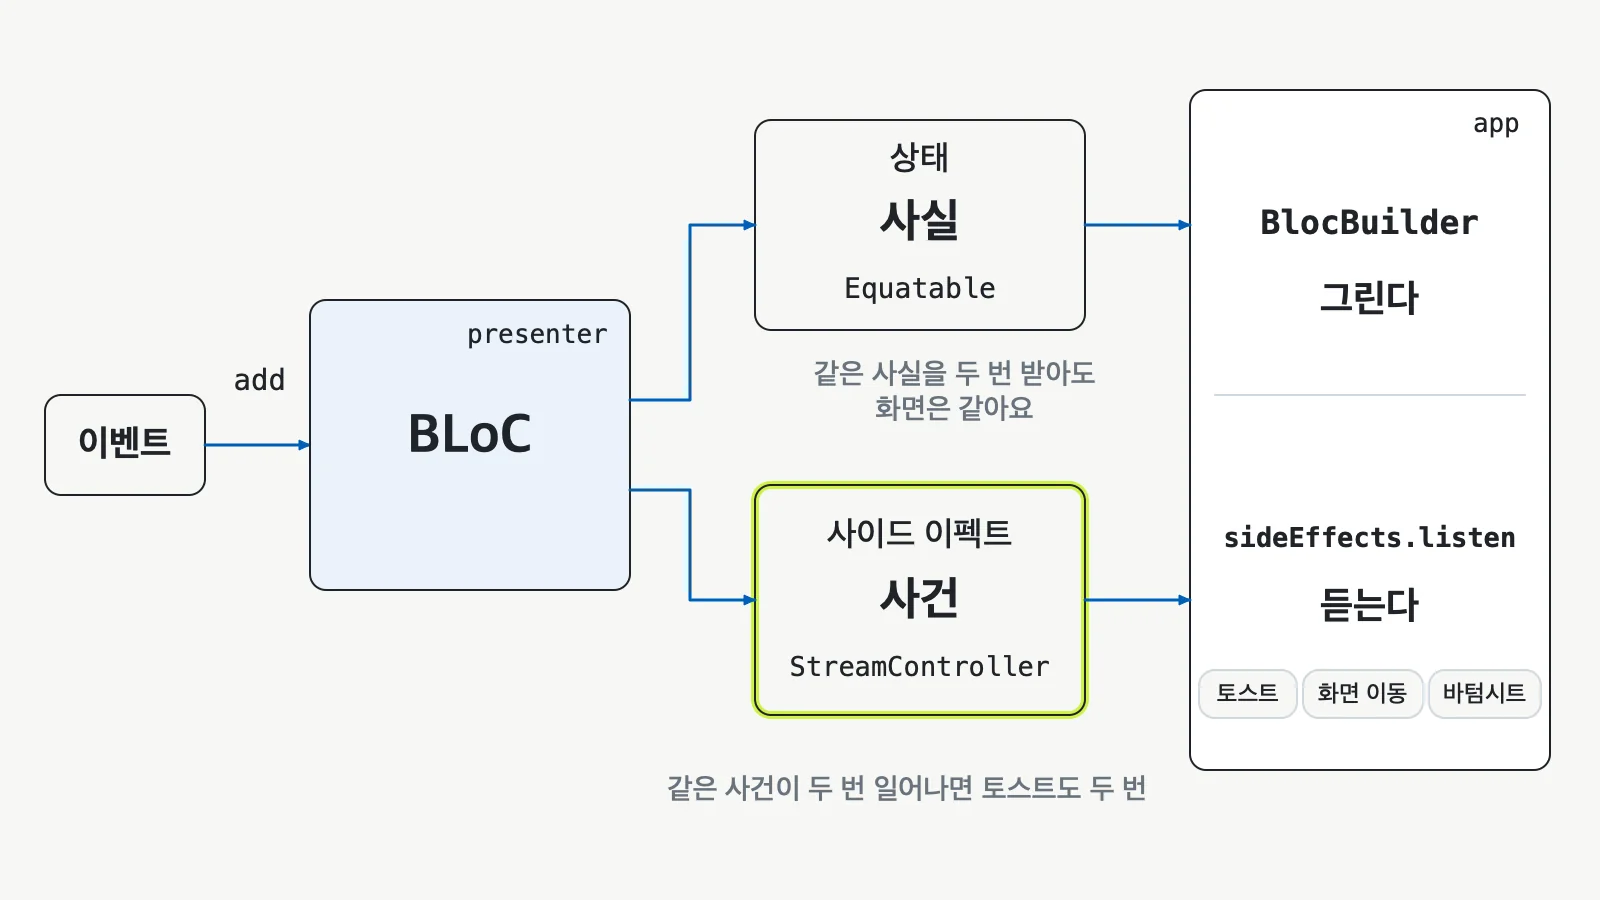 이벤트
add
presenter
BLoC
상태
사실
Equatable
같은 사실을 두 번 받아도
화면은 같아요
사이드 이펙트
사건
StreamController
같은 사건이 두 번 일어나면 토스트도 두 번
app
BlocBuilder
그린다
sideEffects.listen
듣는다
토스트
화면 이동
바텀시트